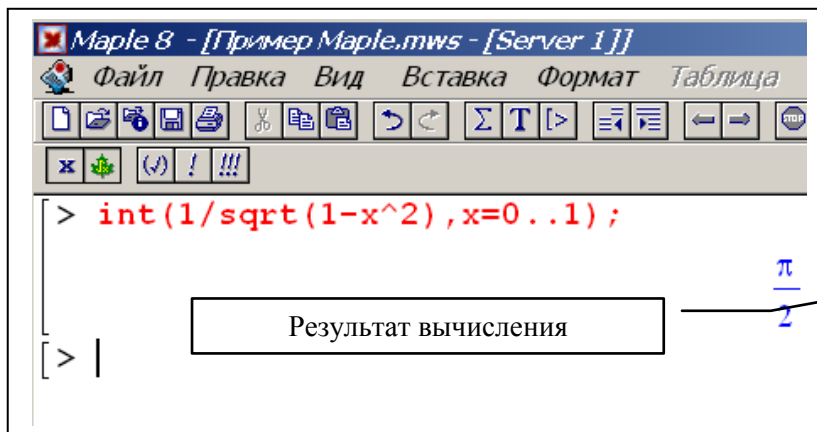 Maple 8 - [Пример Maple.mws - [Server 1]]
Файл Правка Вид Вставка Формат Таблица
Σ T [> STOP
x (√) ! !!!
[> int(1/sqrt(1-x^2),x=0..1);
π
2
Результат вычисления
[>